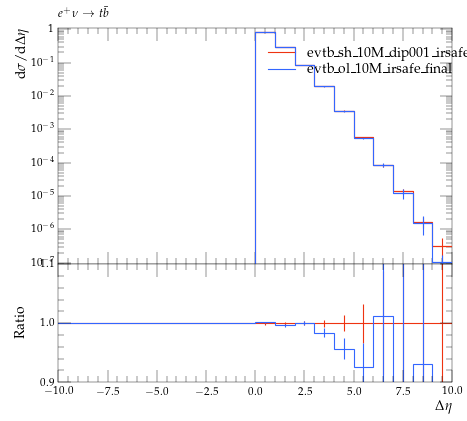 e⁺ν → tb̄
dσ/dΔη
1
10⁻¹
10⁻²
10⁻³
10⁻⁴
10⁻⁵
10⁻⁶
evtb_sh_10M_dip001_irsafe
evtb_ol_10M_irsafe_final
1.1
1.0
0.9
Ratio
−10.0 −7.5 −5.0 −2.5 0.0 2.5 5.0 7.5 10.0
Δη